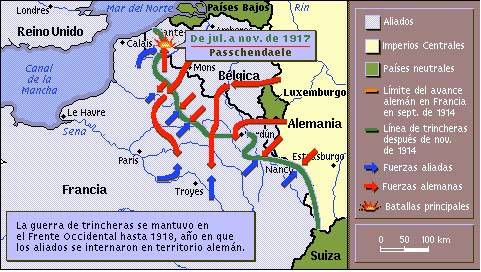 Londres
Mar del Norte
Países Bajos
Rin
Reino Unido
Calais
De jul. a nov. de 1917
Passchendaele
Mons
Bélgica
Canal
de la
Mancha
Luxemburgo
Le Havre
Sena
Alemania
París
Estrasburgo
Nancy
Francia
Troyes
Suiza
La guerra de trincheras se mantuvo en
el Frente Occidental hasta 1918, año en que
los aliados se internaron en territorio alemán.
Aliados
Imperios Centrales
Países neutrales
Límite del avance
alemán en Francia
en sept. de 1914
Línea de trincheras
después de nov.
de 1914
Fuerzas aliadas
Fuerzas alemanas
Batallas principales
0 50 100 km